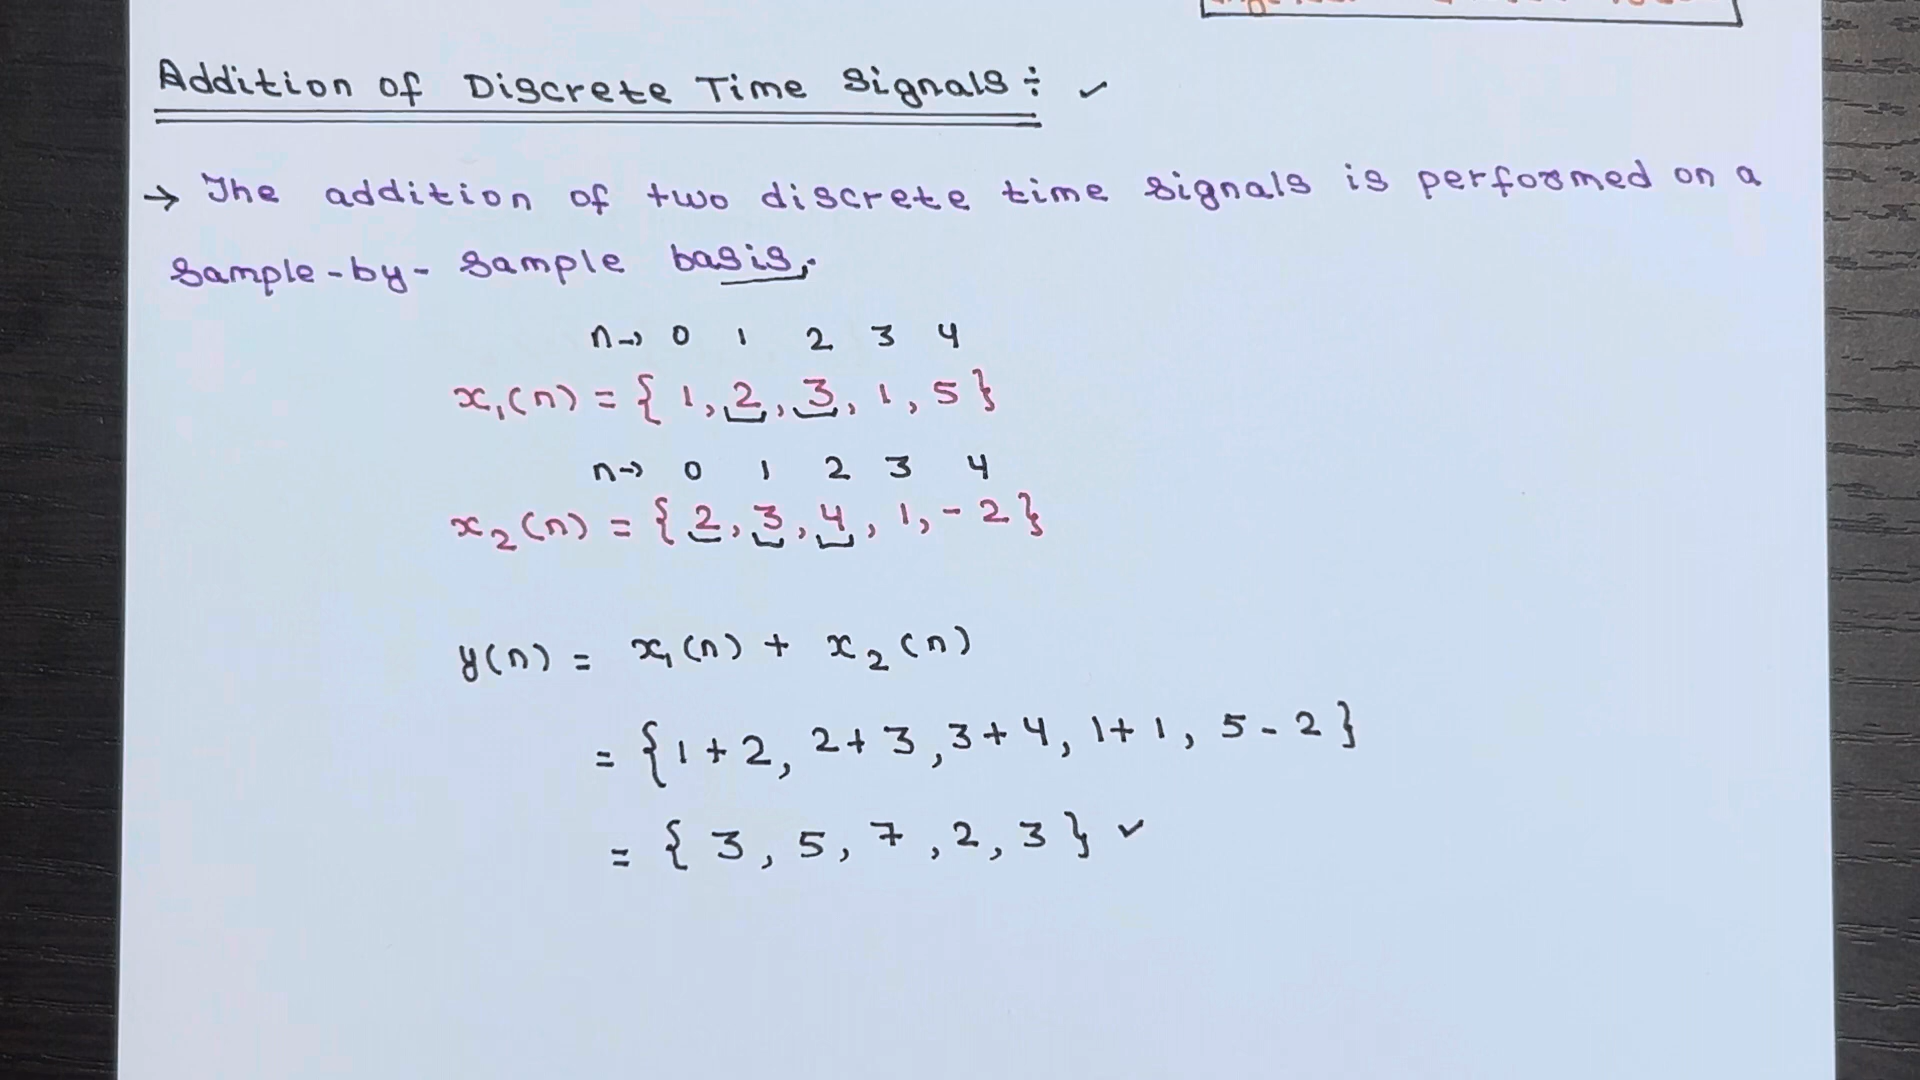 Addition of Discrete Time Signals :
→ The addition of two discrete time signals is performed on a
sample-by-sample basis.
n→ 0 1 2 3 4
x₁(n) = { 1, 2, 3, 1, 5 }
n→ 0 1 2 3 4
x₂(n) = { 2, 3, 4, 1, -2 }
y(n) = x₁(n) + x₂(n)
= { 1+2, 2+3, 3+4, 1+1, 5-2 }
= { 3, 5, 7, 2, 3 } ✓